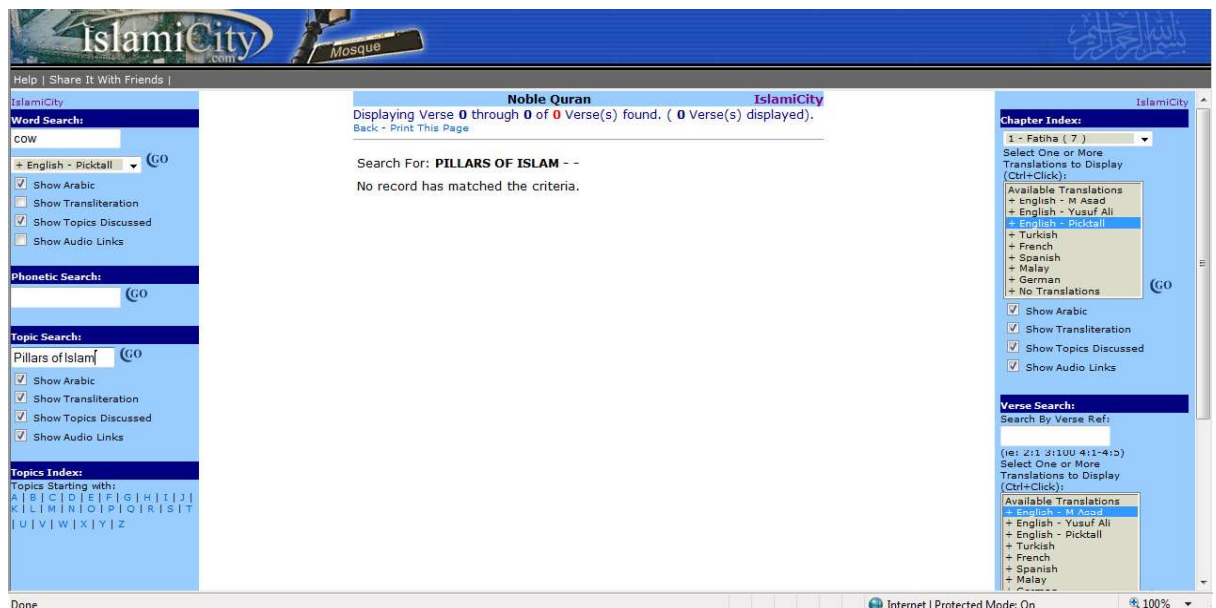 IslamiCity
.com
Mosque
Help | Share It With Friends |
IslamiCity
Word Search:
cow
+ English - Picktall
GO
Show Arabic
Show Transliteration
Show Topics Discussed
Show Audio Links
Phonetic Search:
GO
Topic Search:
Pillars of Islam
GO
Show Arabic
Show Transliteration
Show Topics Discussed
Show Audio Links
Topics Index:
Topics Starting with:
A | B | C | D | E | F | G | H | I | J |
K | L | M | N | O | P | Q | R | S | T
| U | V | W | X | Y | Z
Noble Quran IslamiCity
Displaying Verse 0 through 0 of 0 Verse(s) found. ( 0 Verse(s) displayed).
Back - Print This Page
Search For: PILLARS OF ISLAM - -
No record has matched the criteria.
IslamiCity
Chapter Index:
1 - Fatiha ( 7 )
Select One or More
Translations to Display
(Ctrl+Click):
Available Translations
+ English - M Asad
+ English - Yusuf Ali
+ English - Picktall
+ Turkish
+ French
+ Spanish
+ Malay
+ German
+ No Translations
GO
Show Arabic
Show Transliteration
Show Topics Discussed
Show Audio Links
Verse Search:
Search By Verse Ref:
(ie: 2:1 3:100 4:1-4:5)
Select One or More
Translations to Display
(Ctrl+Click):
Available Translations
+ English - M Asad
+ English - Yusuf Ali
+ English - Picktall
+ Turkish
+ French
+ Spanish
+ Malay
+ German
Done
Internet | Protected Mode: On
100%